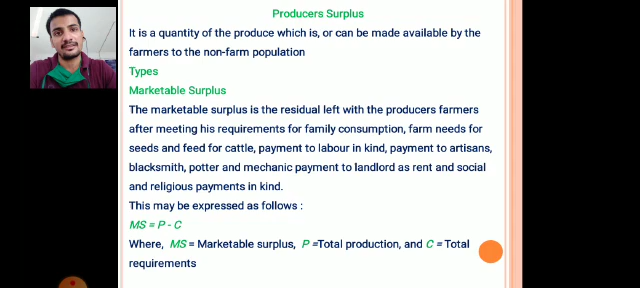 Producers Surplus
It is a quantity of the produce which is, or can be made available by the
farmers to the non-farm population
Types
Marketable Surplus
The marketable surplus is the residual left with the producers farmers
after meeting his requirements for family consumption, farm needs for
seeds and feed for cattle, payment to labour in kind, payment to artisans,
blacksmith, potter and mechanic payment to landlord as rent and social
and religious payments in kind.
This may be expressed as follows :
MS = P - C
Where, MS = Marketable surplus, P =Total production, and C = Total
requirements